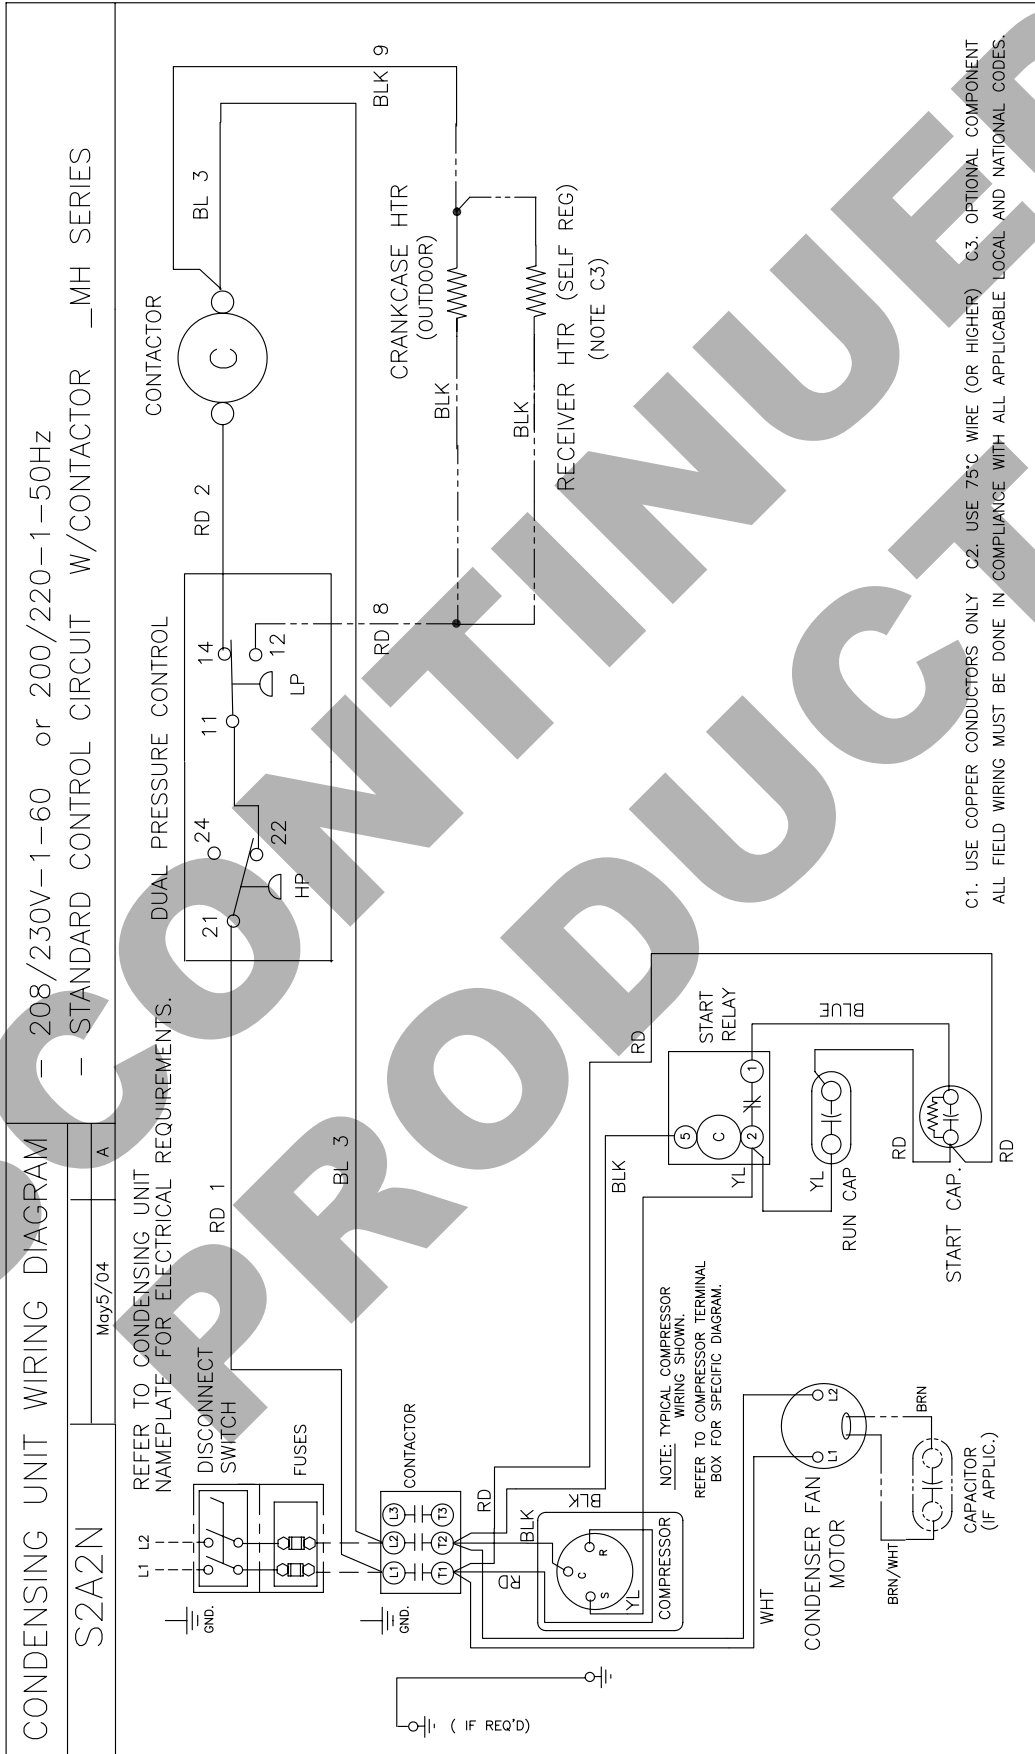 CONDENSING UNIT WIRING DIAGRAM
– 208/230V–1–60 or 200/220–1–50Hz
– STANDARD CONTROL CIRCUIT W/CONTACTOR _MH SERIES
S2A2N
May5/04
A
REFER TO CONDENSING UNIT
NAMEPLATE FOR ELECTRICAL REQUIREMENTS.
L1
L2
DISCONNECT
SWITCH
FUSES
GND.
GND.
CONTACTOR
L1
L2
L3
T1
T2
T3
( IF REQ'D)
RD 1
BL 3
DUAL PRESSURE CONTROL
21
24
22
HP
11
14
12
LP
RD 2
CONTACTOR
C
BL 3
BLK 9
RD 8
CRANKCASE HTR
(OUTDOOR)
BLK
BLK
RECEIVER HTR (SELF REG)
(NOTE C3)
RD
BLK
BLK
RD
YL
C
S
R
COMPRESSOR
NOTE: TYPICAL COMPRESSOR
WIRING SHOWN.
REFER TO COMPRESSOR TERMINAL
BOX FOR SPECIFIC DIAGRAM.
WHT
CONDENSER FAN
MOTOR
L1
L2
BRN/WHT
BRN
CAPACITOR
(IF APPLIC.)
BLK
RD
START
RELAY
5
C
2
1
YL
YL
RUN CAP
BLUE
RD
START CAP.
RD
C1. USE COPPER CONDUCTORS ONLY C2. USE 75°C WIRE (OR HIGHER) C3. OPTIONAL COMPONENT
ALL FIELD WIRING MUST BE DONE IN COMPLIANCE WITH ALL APPLICABLE LOCAL AND NATIONAL CODES.
CONTINUE
PRODUCT